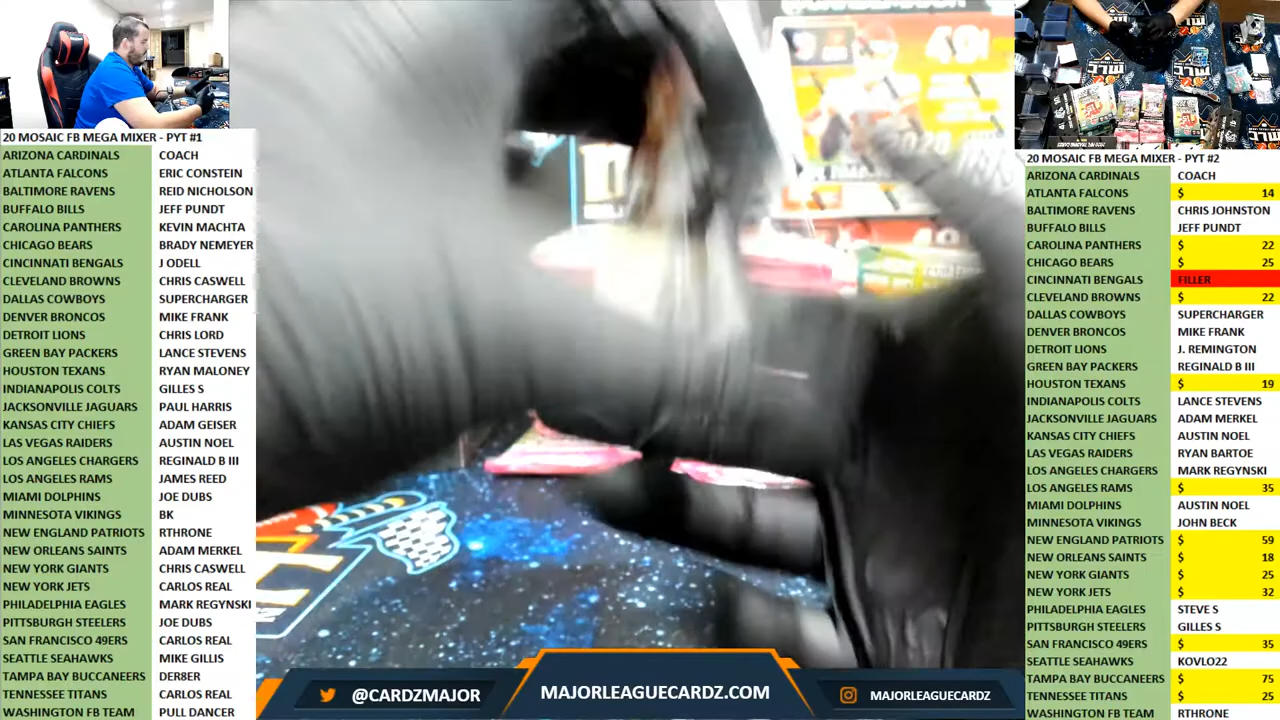 20 MOSAIC FB MEGA MIXER - PYT #1
ARIZONA CARDINALS COACH
ATLANTA FALCONS ERIC CONSTEIN
BALTIMORE RAVENS REID NICHOLSON
BUFFALO BILLS JEFF PUNDT
CAROLINA PANTHERS KEVIN MACHTA
CHICAGO BEARS BRADY NEMEYER
CINCINNATI BENGALS J ODELL
CLEVELAND BROWNS CHRIS CASWELL
DALLAS COWBOYS SUPERCHARGER
DENVER BRONCOS MIKE FRANK
DETROIT LIONS CHRIS LORD
GREEN BAY PACKERS LANCE STEVENS
HOUSTON TEXANS RYAN MALONEY
INDIANAPOLIS COLTS GILLES S
JACKSONVILLE JAGUARS PAUL HARRIS
KANSAS CITY CHIEFS ADAM GEISER
LAS VEGAS RAIDERS AUSTIN NOEL
LOS ANGELES CHARGERS REGINALD B III
LOS ANGELES RAMS JAMES REED
MIAMI DOLPHINS JOE DUBS
MINNESOTA VIKINGS BK
NEW ENGLAND PATRIOTS RTHRONE
NEW ORLEANS SAINTS ADAM MERKEL
NEW YORK GIANTS CHRIS CASWELL
NEW YORK JETS CARLOS REAL
PHILADELPHIA EAGLES MARK REGYNSKI
PITTSBURGH STEELERS JOE DUBS
SAN FRANCISCO 49ERS CARLOS REAL
SEATTLE SEAHAWKS MIKE GILLIS
TAMPA BAY BUCCANEERS DER8ER
TENNESSEE TITANS CARLOS REAL
WASHINGTON FB TEAM PULL DANCER
@CARDZMAJOR
MAJORLEAGUECARDZ.COM
MAJORLEAGUECARDZ
20 MOSAIC FB MEGA MIXER - PYT #2
ARIZONA CARDINALS COACH
ATLANTA FALCONS $ 14
BALTIMORE RAVENS CHRIS JOHNSTON
BUFFALO BILLS JEFF PUNDT
CAROLINA PANTHERS $ 22
CHICAGO BEARS $ 25
CINCINNATI BENGALS FILLER
CLEVELAND BROWNS $ 22
DALLAS COWBOYS SUPERCHARGER
DENVER BRONCOS MIKE FRANK
DETROIT LIONS J. REMINGTON
GREEN BAY PACKERS REGINALD B III
HOUSTON TEXANS $ 19
INDIANAPOLIS COLTS LANCE STEVENS
JACKSONVILLE JAGUARS ADAM MERKEL
KANSAS CITY CHIEFS AUSTIN NOEL
LAS VEGAS RAIDERS RYAN BARTOE
LOS ANGELES CHARGERS MARK REGYNSKI
LOS ANGELES RAMS $ 35
MIAMI DOLPHINS AUSTIN NOEL
MINNESOTA VIKINGS JOHN BECK
NEW ENGLAND PATRIOTS $ 59
NEW ORLEANS SAINTS $ 18
NEW YORK GIANTS $ 25
NEW YORK JETS $ 32
PHILADELPHIA EAGLES STEVE S
PITTSBURGH STEELERS GILLES S
SAN FRANCISCO 49ERS $ 35
SEATTLE SEAHAWKS KOVLO22
TAMPA BAY BUCCANEERS $ 75
TENNESSEE TITANS $ 25
WASHINGTON FB TEAM RTHRONE